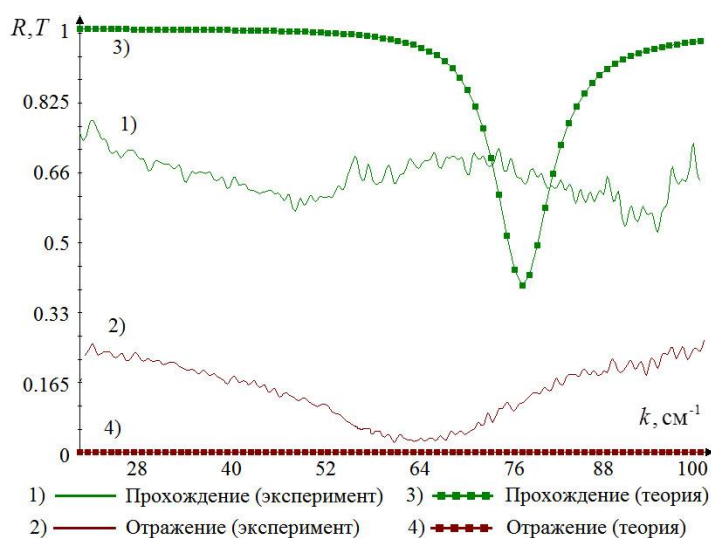 R,T
1
3)
0.825
1)
0.66
0.5
0.33
2)
0.165
k, см⁻¹
4)
0
28 40 52 64 76 88 100
1) Прохождение (эксперимент) 3) Прохождение (теория)
2) Отражение (эксперимент) 4) Отражение (теория)